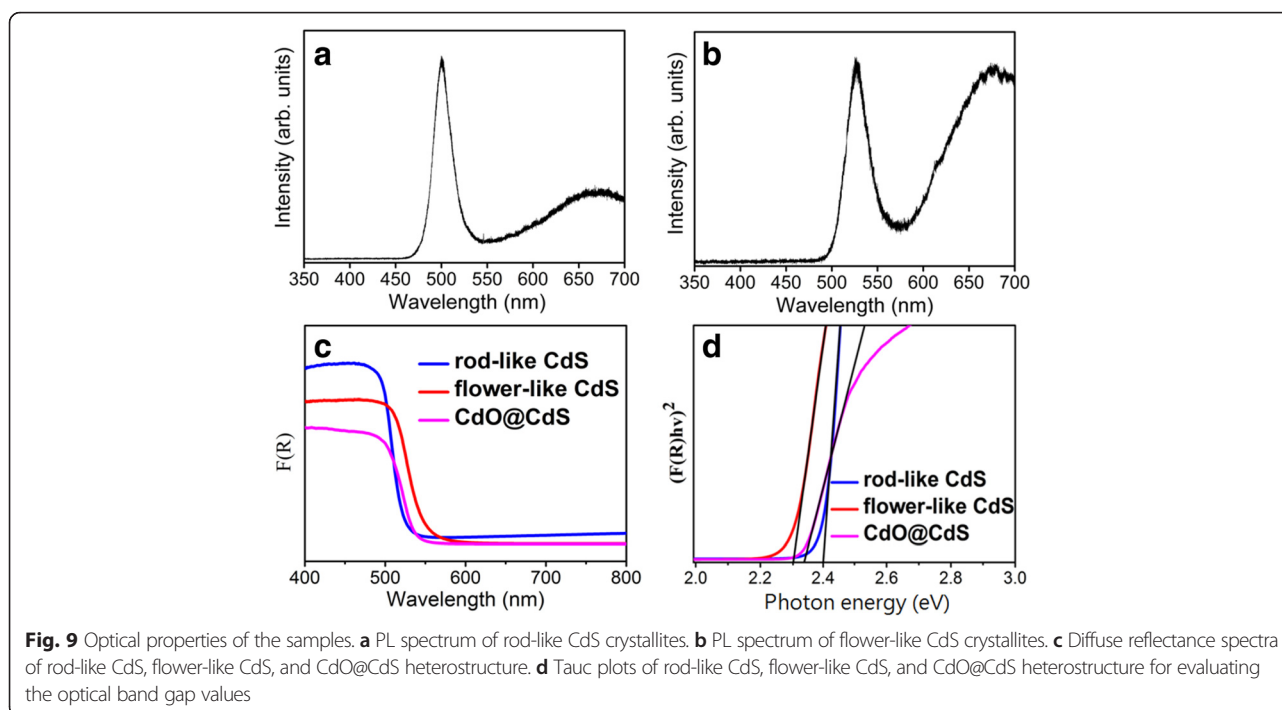 a
Intensity (arb. units)
350 400 450 500 550 600 650 700
Wavelength (nm)
b
Intensity (arb. units)
350 400 450 500 550 600 650 700
Wavelength (nm)
c
rod-like CdS
flower-like CdS
CdO@CdS
F(R)
400 500 600 700 800
Wavelength (nm)
d
(F(R)hν)²
rod-like CdS
flower-like CdS
CdO@CdS
2.0 2.2 2.4 2.6 2.8 3.0
Photon energy (eV)
Fig. 9 Optical properties of the samples. a PL spectrum of rod-like CdS crystallites. b PL spectrum of flower-like CdS crystallites. c Diffuse reflectance spectra
of rod-like CdS, flower-like CdS, and CdO@CdS heterostructure. d Tauc plots of rod-like CdS, flower-like CdS, and CdO@CdS heterostructure for evaluating
the optical band gap values